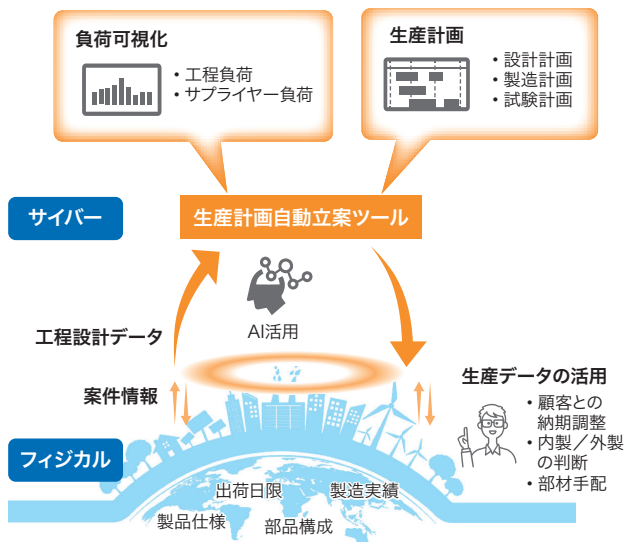 負荷可視化
・工程負荷
・サプライヤー負荷
生産計画
・設計計画
・製造計画
・試験計画
サイバー
生産計画自動立案ツール
AI活用
工程設計データ
案件情報
生産データの活用
・顧客との
納期調整
・内製／外製
の判断
・部材手配
フィジカル
出荷日限
製造実績
製品仕様
部品構成